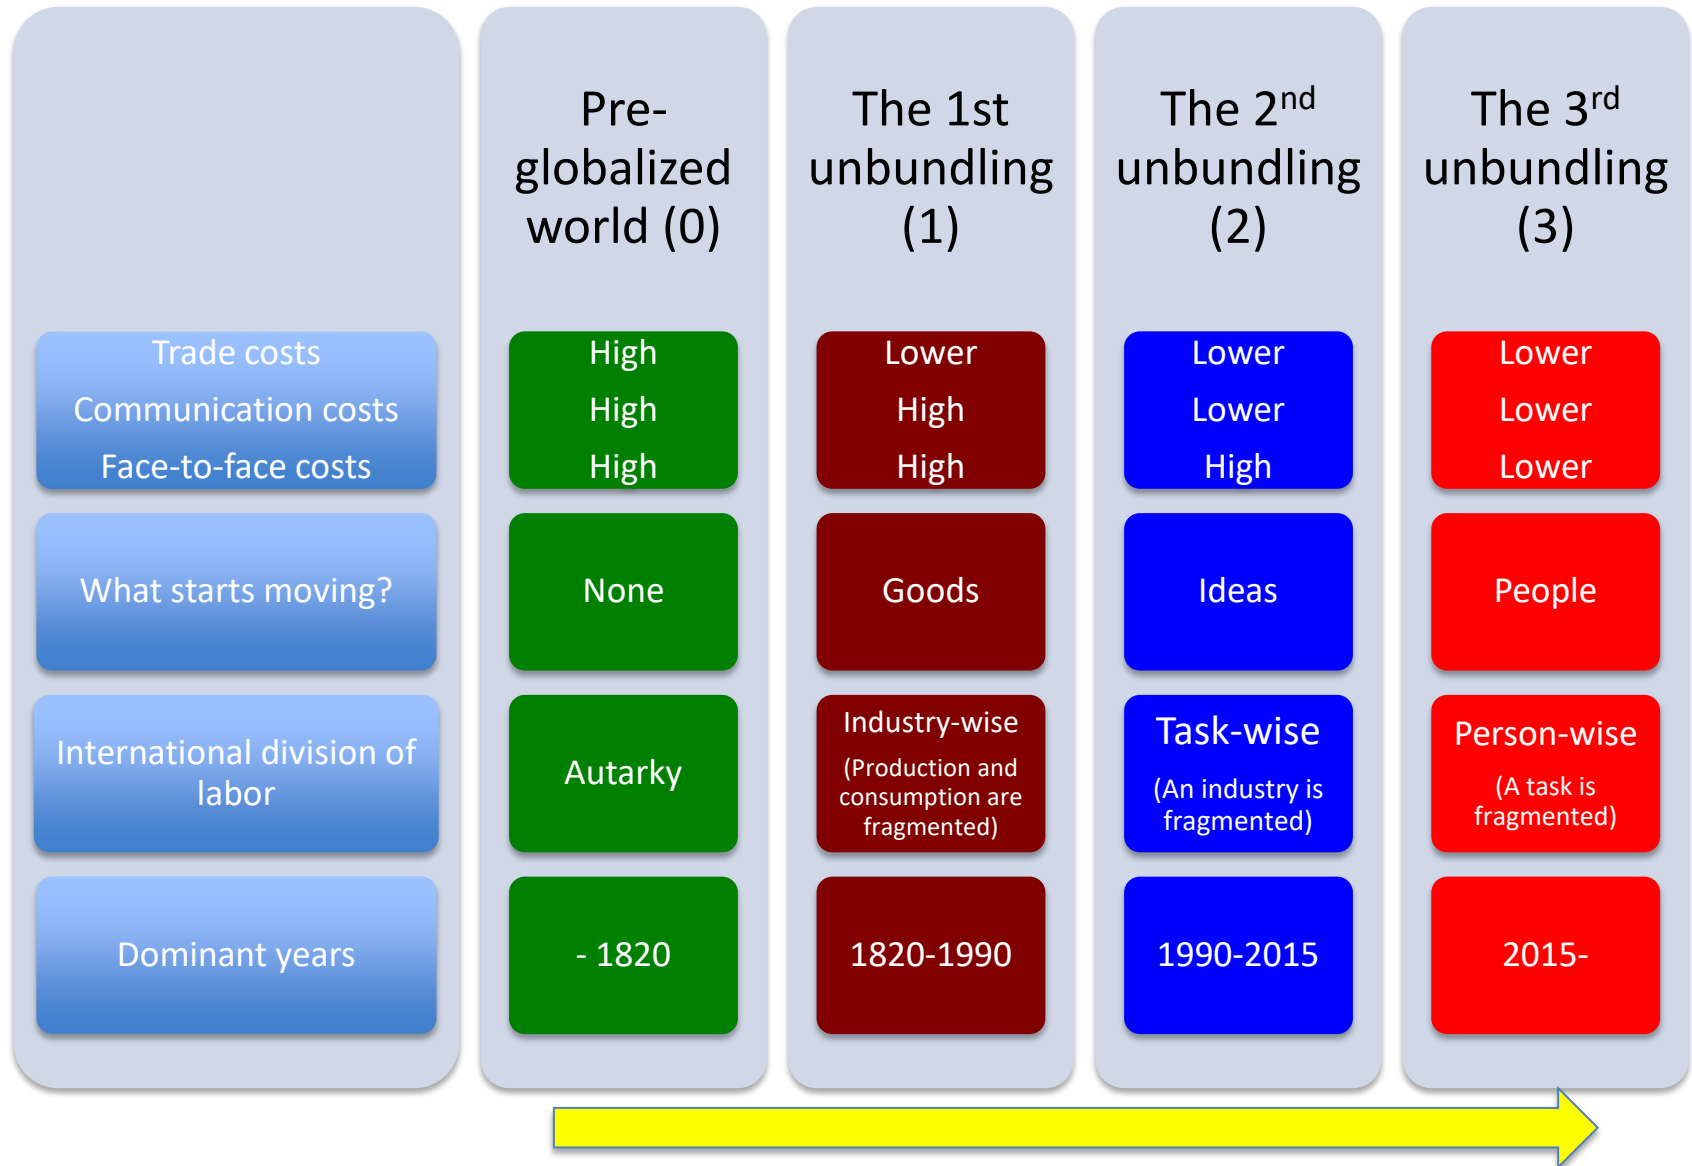 Pre-
globalized
world (0)
The 1st
unbundling
(1)
The 2nd
unbundling
(2)
The 3rd
unbundling
(3)
Trade costs
Communication costs
Face-to-face costs
High
High
High
Lower
High
High
Lower
Lower
High
Lower
Lower
Lower
What starts moving?
None
Goods
Ideas
People
International division of
labor
Autarky
Industry-wise
(Production and
consumption are
fragmented)
Task-wise
(An industry is
fragmented)
Person-wise
(A task is
fragmented)
Dominant years
- 1820
1820-1990
1990-2015
2015-